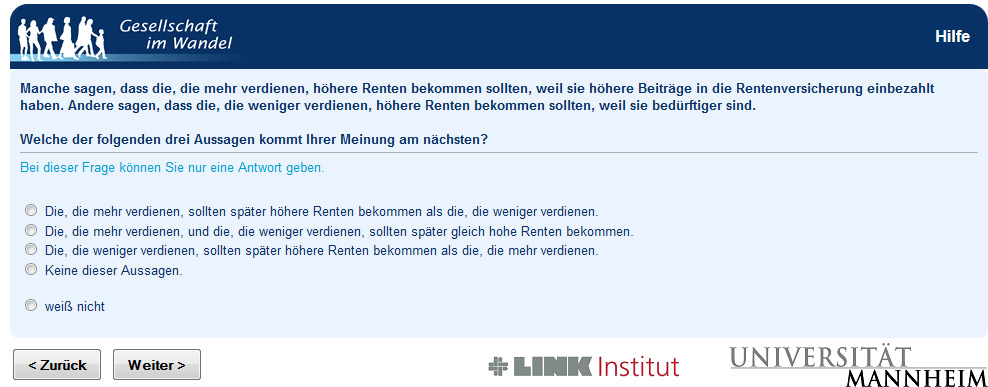 Gesellschaft
im Wandel
Hilfe
Manche sagen, dass die, die mehr verdienen, höhere Renten bekommen sollten, weil sie höhere Beiträge in die Rentenversicherung einbezahlt
haben. Andere sagen, dass die, die weniger verdienen, höhere Renten bekommen sollten, weil sie bedürftiger sind.
Welche der folgenden drei Aussagen kommt Ihrer Meinung am nächsten?
Bei dieser Frage können Sie nur eine Antwort geben.
Die, die mehr verdienen, sollten später höhere Renten bekommen als die, die weniger verdienen.
Die, die mehr verdienen, und die, die weniger verdienen, sollten später gleich hohe Renten bekommen.
Die, die weniger verdienen, sollten später höhere Renten bekommen als die, die mehr verdienen.
Keine dieser Aussagen.
weiß nicht
< Zurück
Weiter >
LINK Institut
UNIVERSITÄT
MANNHEIM